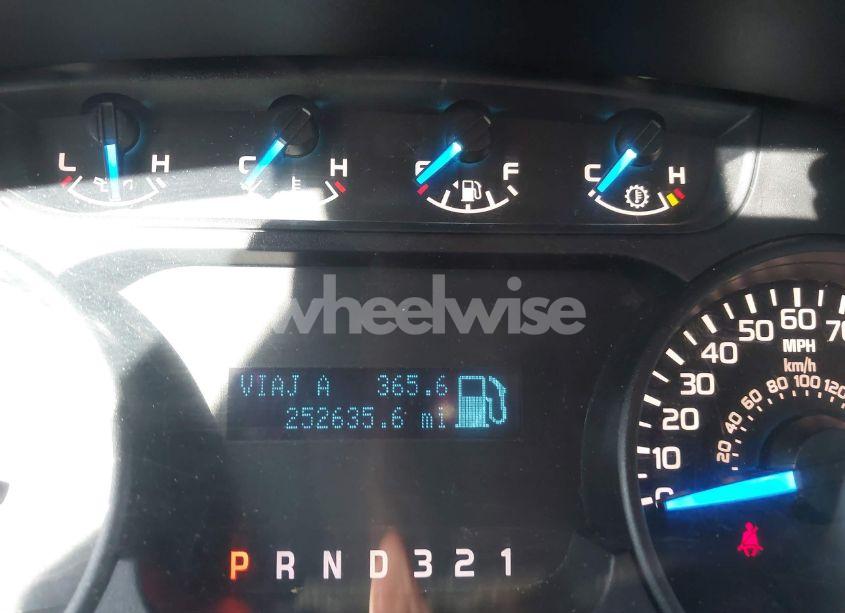 L H C H E F C H
wheelwise
VIAJ A 365.6
252635.6 mi
P R N D 3 2 1
0 10 20 30 40 50 60 70
MPH
km/h
20 40 60 80 100 120